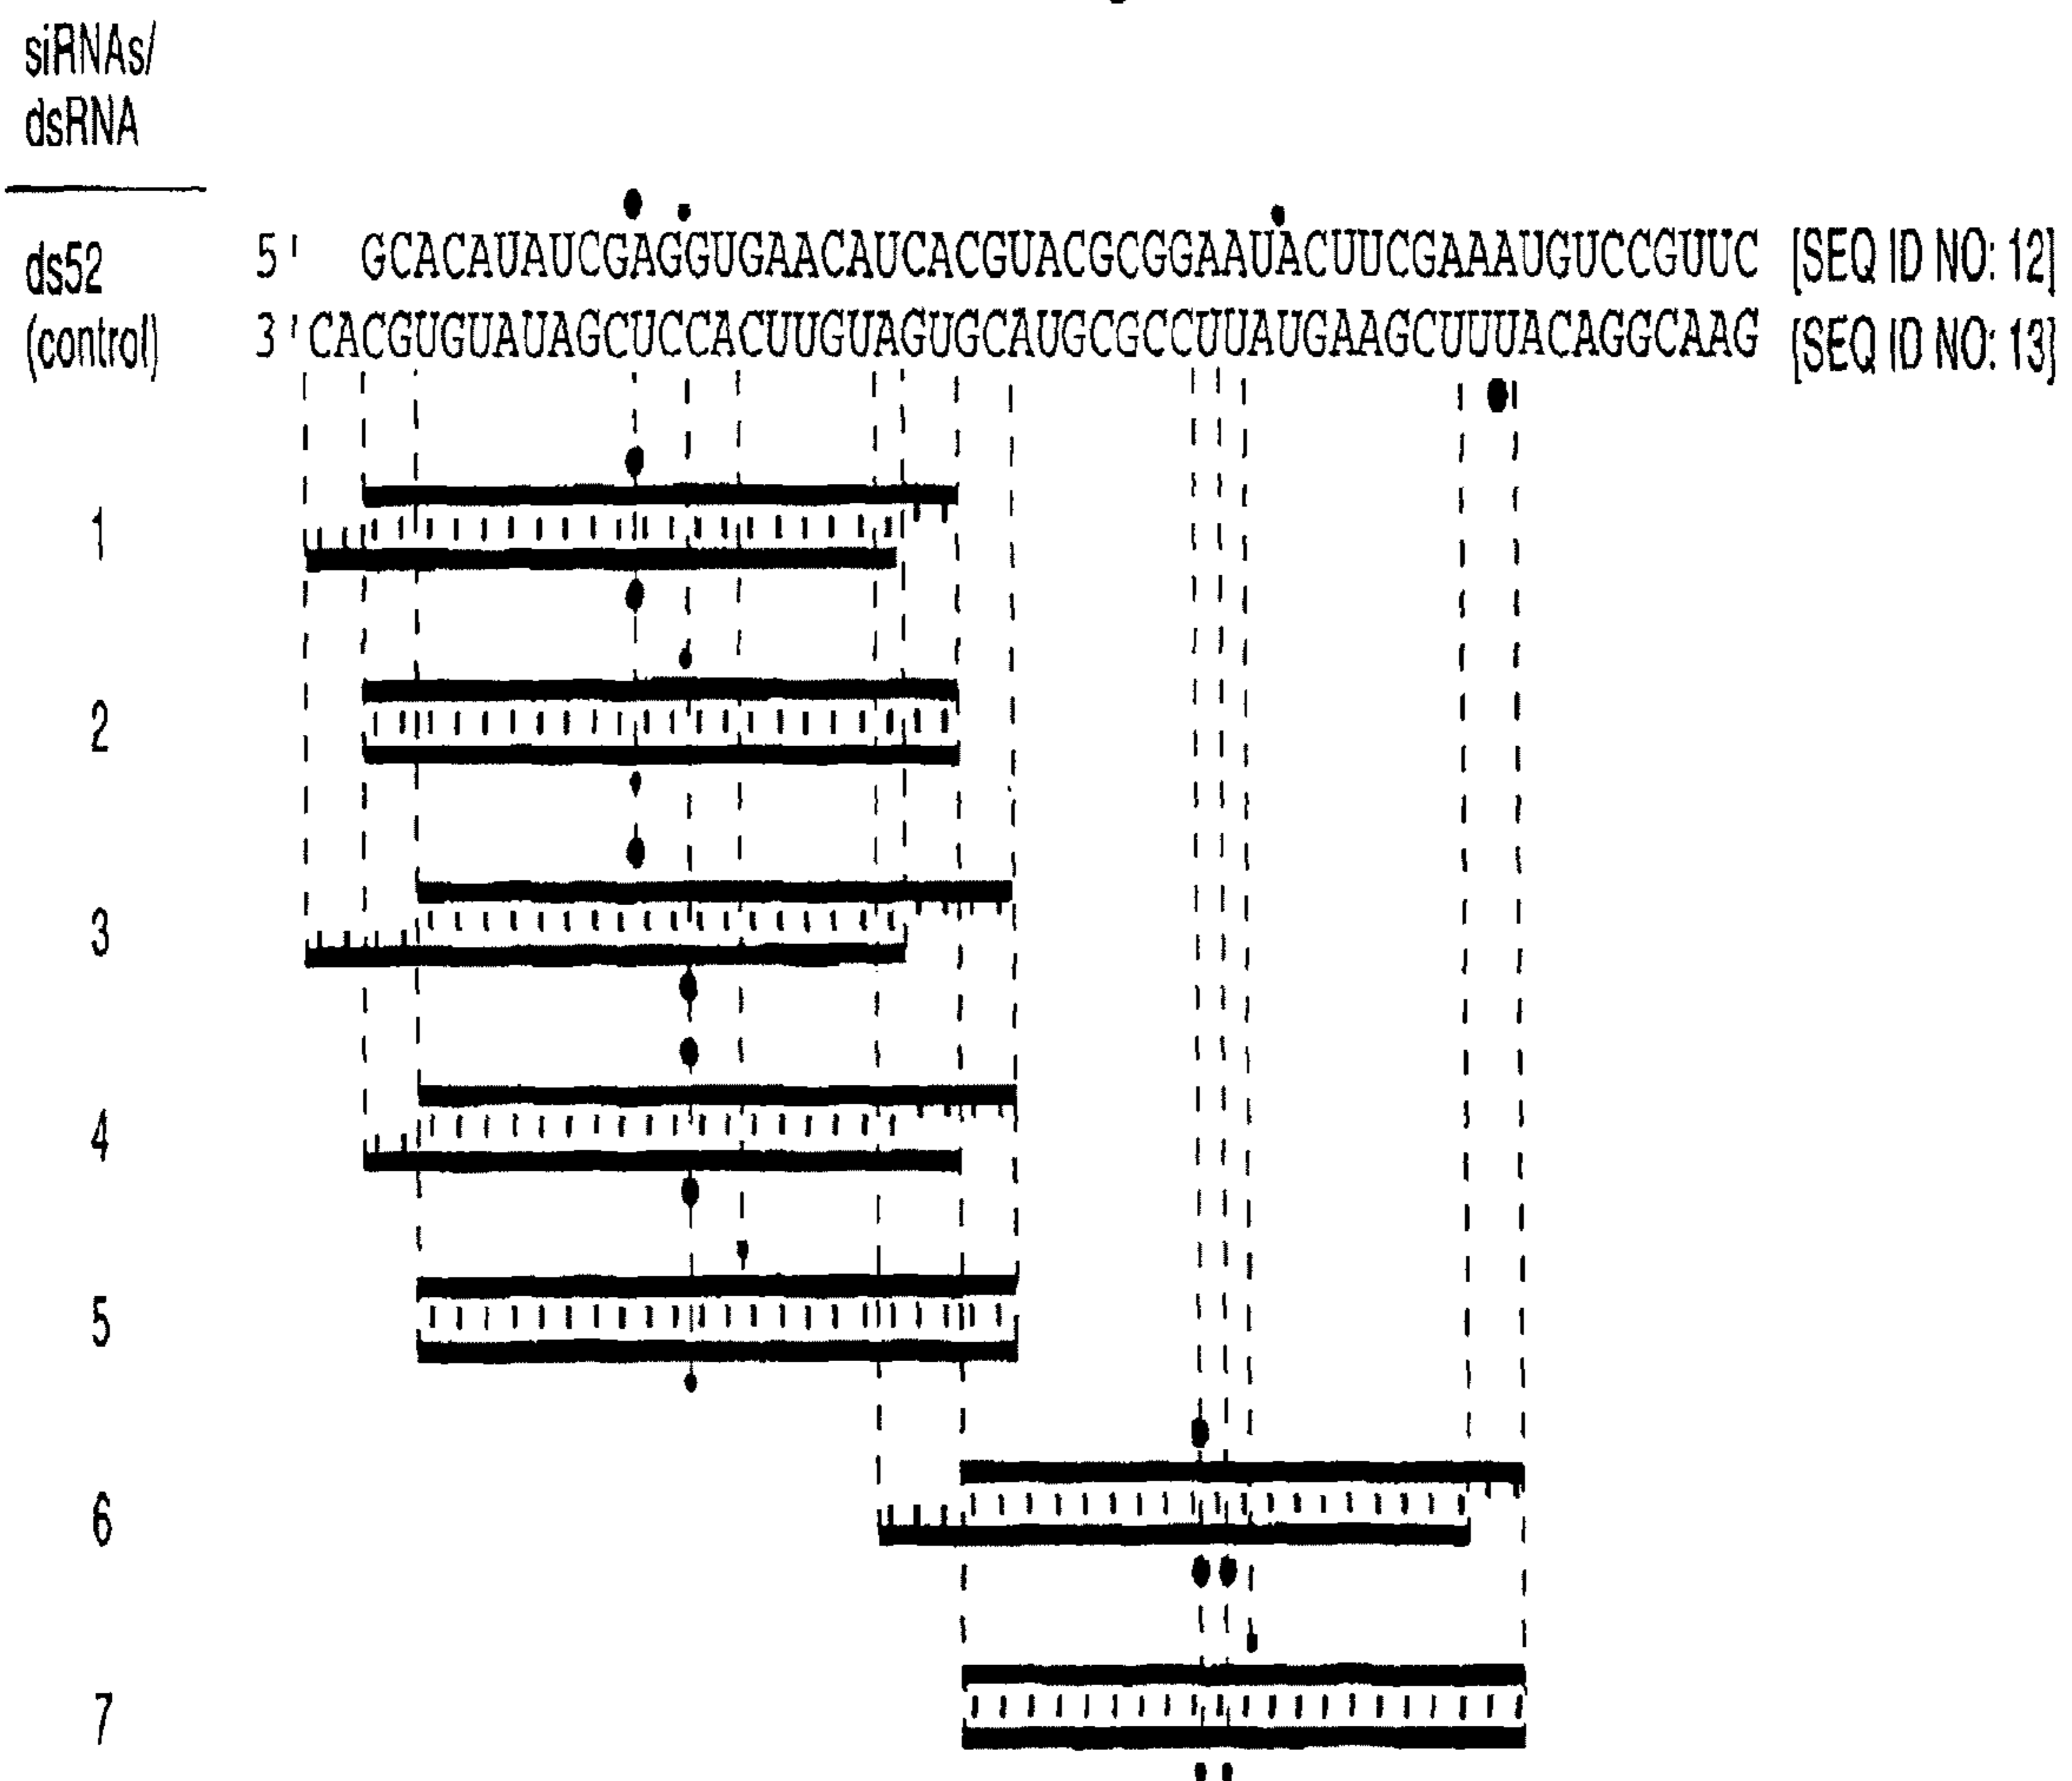 siRNAs/
dsRNA
ds52 5' GCACAUAUCGAGGUGAACAUCACGUACGCGGAAUACUUCGAAAUGUCCGUUC [SEQ ID NO: 12]
(control) 3'CACGUGUAUAGCUCCACUUGUAGUGCAUGCGCCUUAUGAAGCUUUACAGGCAAG [SEQ ID NO: 13]
1
2
3
4
5
6
7